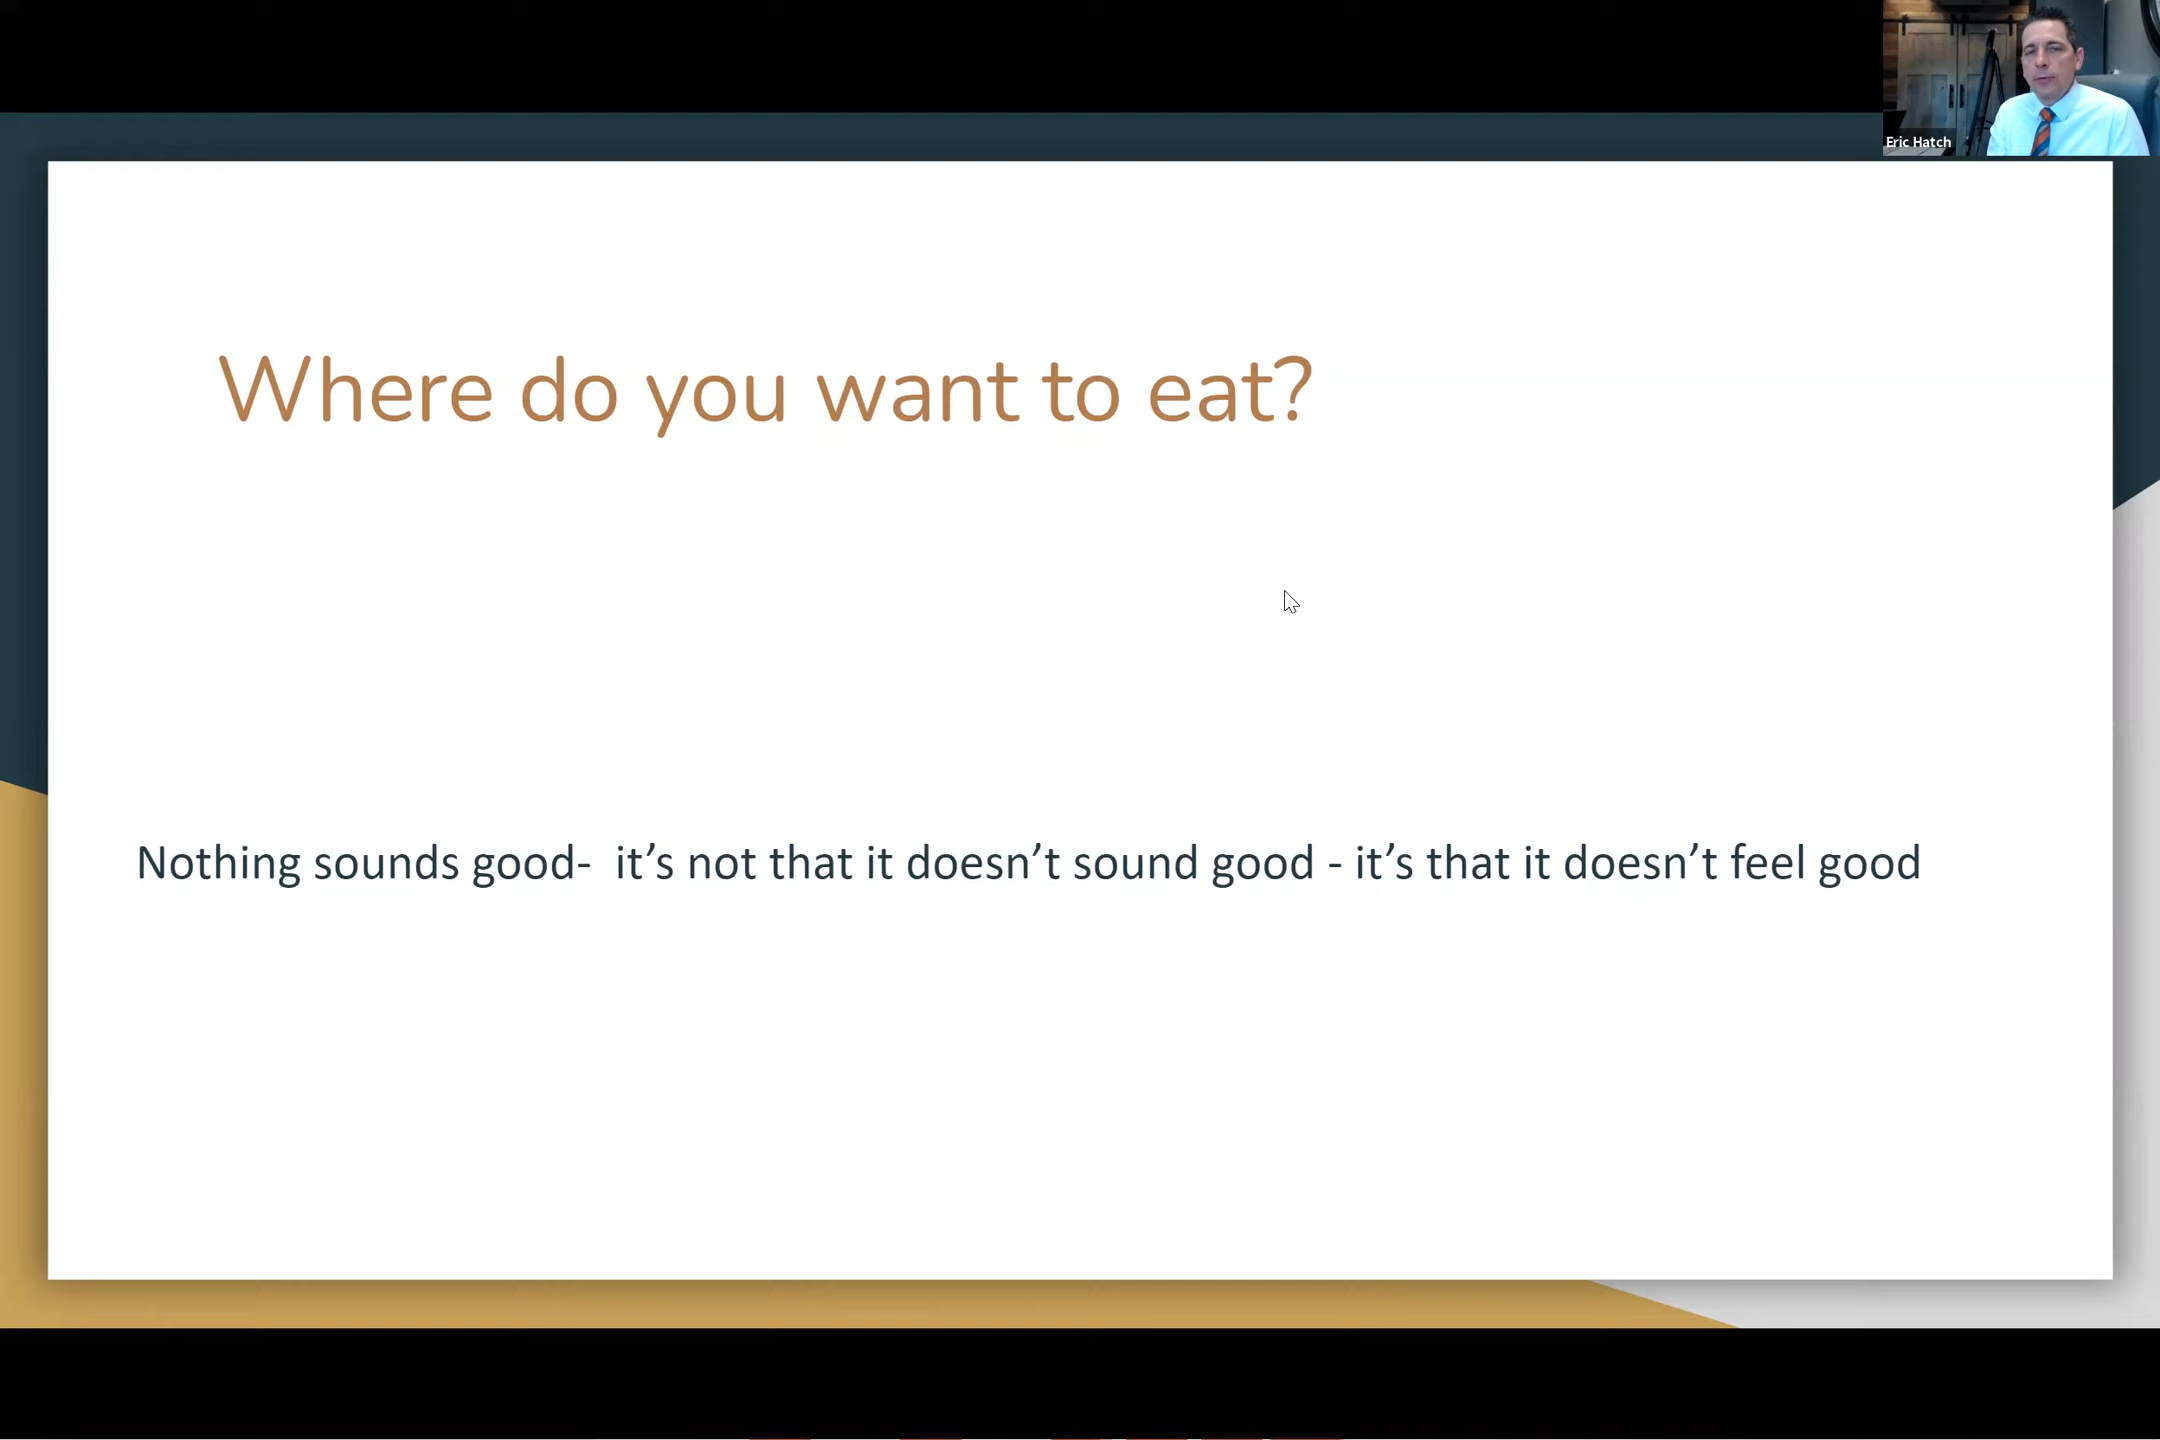 Eric Hatch
Where do you want to eat?
Nothing sounds good-  it’s not that it doesn’t sound good - it’s that it doesn’t feel good